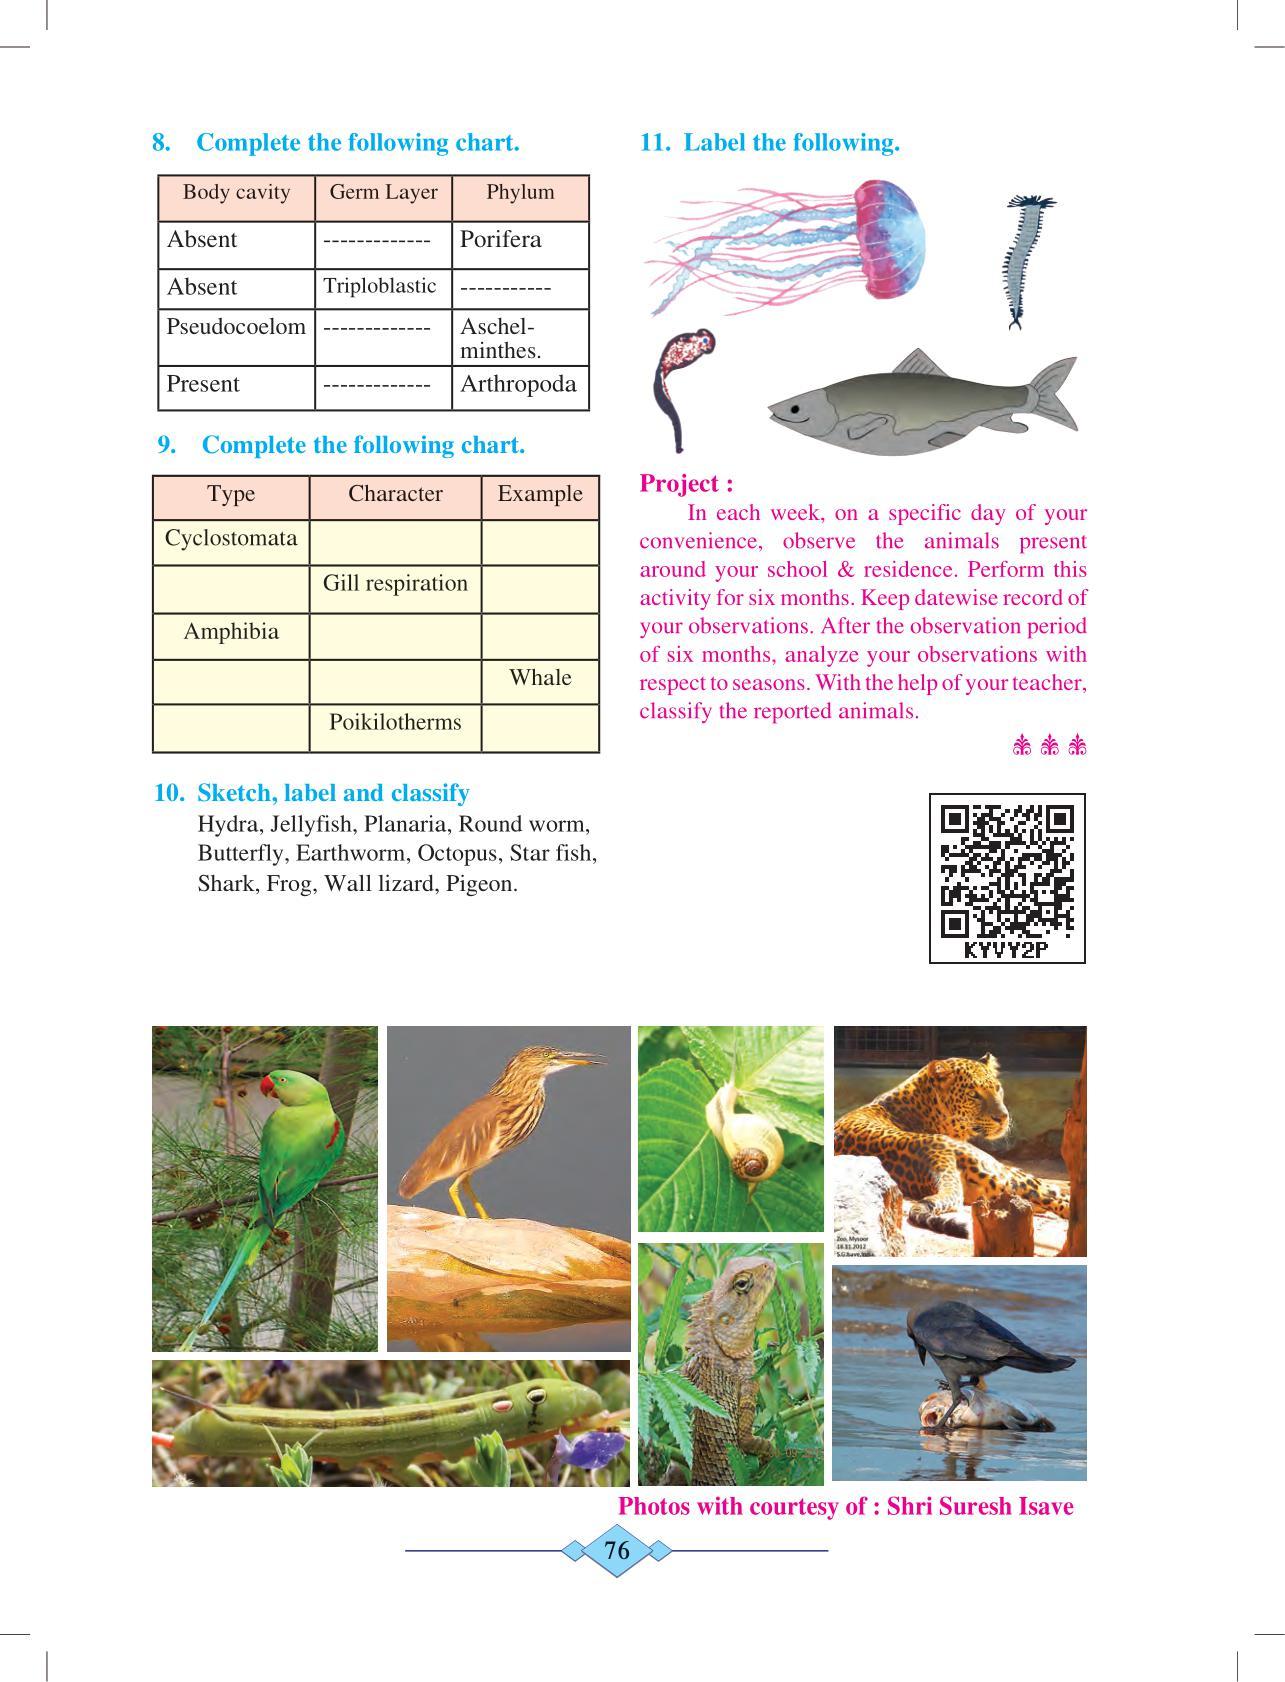 8. Complete the following chart.
Body cavity Germ Layer Phylum
Absent ------------- Porifera
Absent Triploblastic -----------
Pseudocoelom ------------- Aschel-
minthes.
Present ------------- Arthropoda
9. Complete the following chart.
Type Character Example
Cyclostomata
Gill respiration
Amphibia
Whale
Poikilotherms
10. Sketch, label and classify
Hydra, Jellyfish, Planaria, Round worm,
Butterfly, Earthworm, Octopus, Star fish,
Shark, Frog, Wall lizard, Pigeon.
11. Label the following.
Project :
In each week, on a specific day of your
convenience, observe the animals present
around your school & residence. Perform this
activity for six months. Keep datewise record of
your observations. After the observation period
of six months, analyze your observations with
respect to seasons. With the help of your teacher,
classify the reported animals.
KYVY2P
Zoo, Mysoor
18.11.2012
Photos with courtesy of : Shri Suresh Isave
76